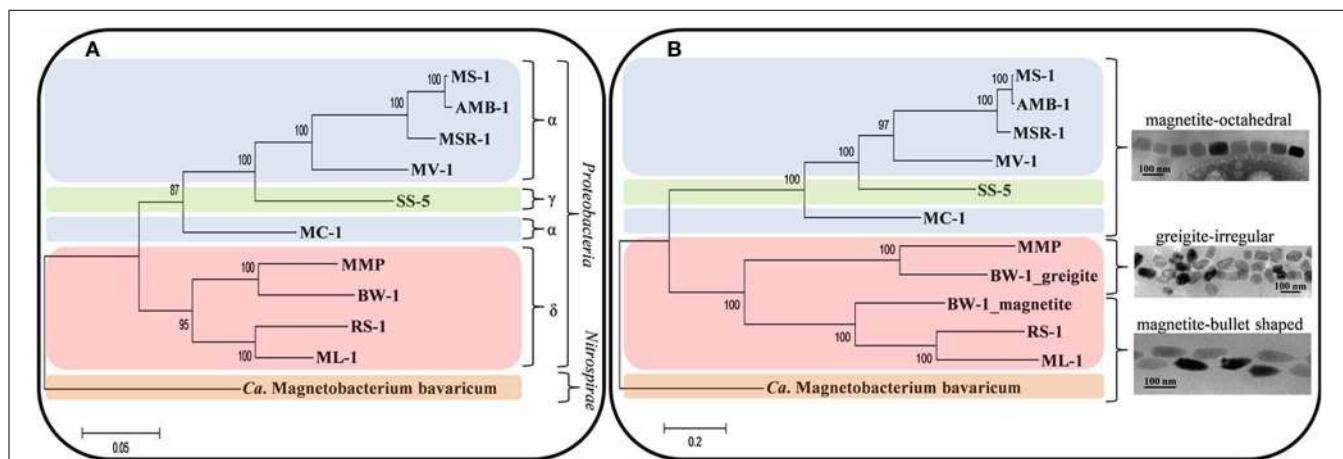 A
100
MS-1
AMB-1
100
MSR-1
100
MV-1
100
SS-5
87
MC-1
MMP
100
BW-1
95
RS-1
100
ML-1
Ca. Magnetobacterium bavaricum
0.05
α
γ
α
δ
Proteobacteria
Nitrospirae
B
100
MS-1
AMB-1
100
MSR-1
97
MV-1
100
SS-5
100
MC-1
MMP
100
BW-1_greigite
100
BW-1_magnetite
100
RS-1
100
ML-1
Ca. Magnetobacterium bavaricum
0.2
magnetite-octahedral
100 nm
greigite-irregular
100 nm
magnetite-bullet shaped
100 nm